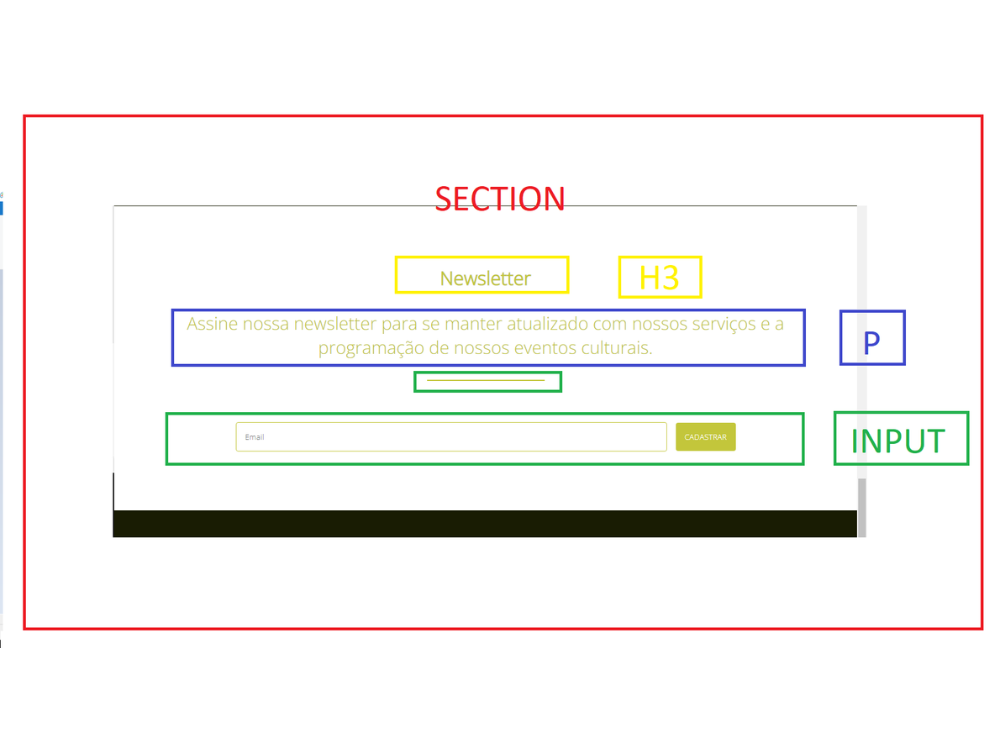 SECTION
Newsletter
H3
Assine nossa newsletter para se manter atualizado com nossos serviços e a
programação de nossos eventos culturais.
P
Email
CADASTRAR
INPUT